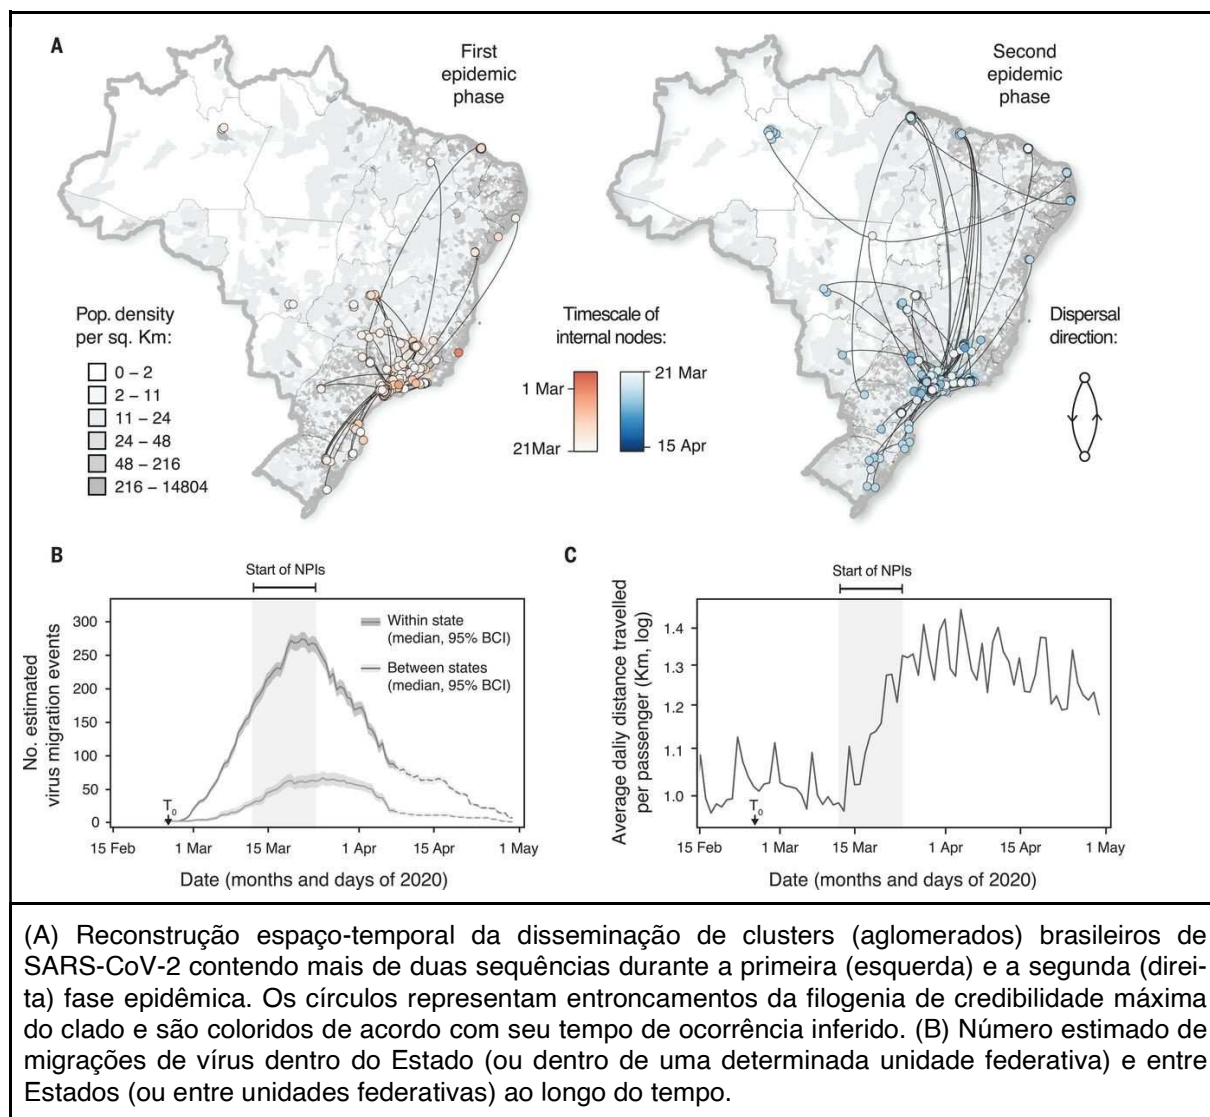 A
First
epidemic
phase
Second
epidemic
phase
Pop. density
per sq. Km:
0 – 2
2 – 11
11 – 24
24 – 48
48 – 216
216 – 14804
Timescale of
internal nodes:
1 Mar
21Mar
21 Mar
15 Apr
Dispersal
direction:
B
Start of NPIs
Within state
(median, 95% BCI)
Between states
(median, 95% BCI)
No. estimated
virus migration events
300
250
200
150
100
50
0
T₀
15 Feb
1 Mar
15 Mar
1 Apr
15 Apr
1 May
Date (months and days of 2020)
C
Start of NPIs
Average daliy distance travelled
per passenger (Km, log)
1.4
1.3
1.2
1.1
1.0
T₀
15 Feb
1 Mar
15 Mar
1 Apr
15 Apr
1 May
Date (months and days of 2020)
(A) Reconstrução espaço-temporal da disseminação de clusters (aglomerados) brasileiros de
SARS-CoV-2 contendo mais de duas sequências durante a primeira (esquerda) e a segunda (direi-
ta) fase epidêmica. Os círculos representam entroncamentos da filogenia de credibilidade máxima
do clado e são coloridos de acordo com seu tempo de ocorrência inferido. (B) Número estimado de
migrações de vírus dentro do Estado (ou dentro de uma determinada unidade federativa) e entre
Estados (ou entre unidades federativas) ao longo do tempo.